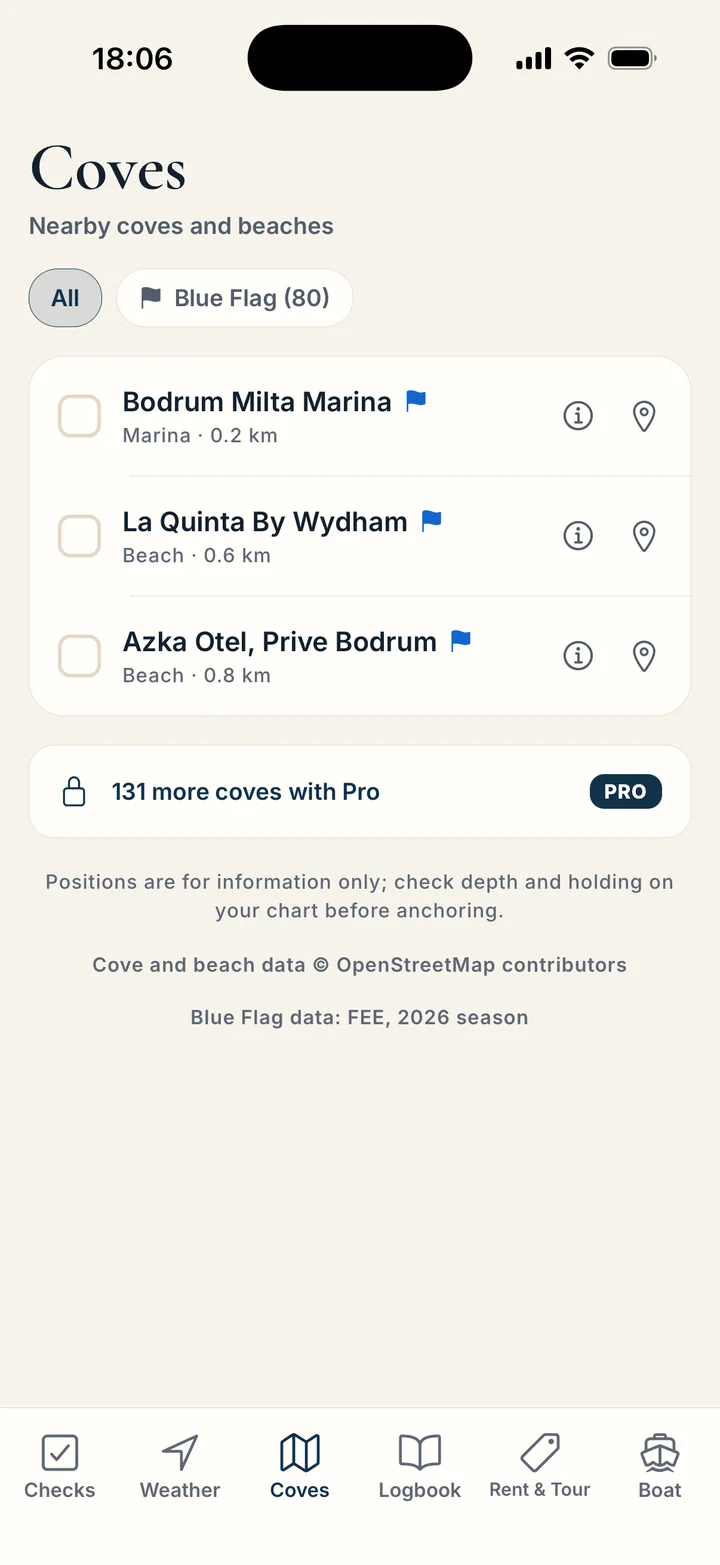 18:06
Coves
Nearby coves and beaches
All
Blue Flag (80)
Bodrum Milta Marina
Marina · 0.2 km
La Quinta By Wydham
Beach · 0.6 km
Azka Otel, Prive Bodrum
Beach · 0.8 km
131 more coves with Pro
PRO
Positions are for information only; check depth and holding on
your chart before anchoring.
Cove and beach data © OpenStreetMap contributors
Blue Flag data: FEE, 2026 season
Checks
Weather
Coves
Logbook
Rent & Tour
Boat